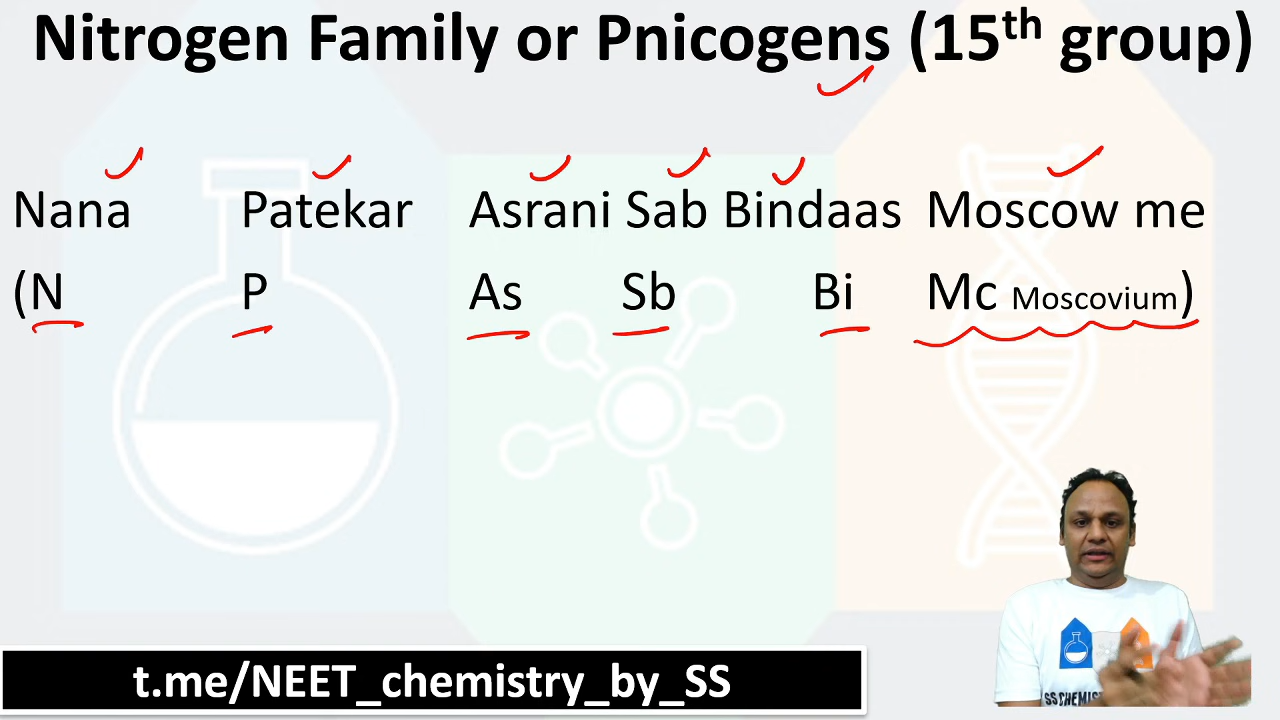 Nitrogen Family or Pnicogens (15th group)
Nana Patekar Asrani Sab Bindaas Moscow me
(N P As Sb Bi Mc Moscovium)
t.me/NEET_chemistry_by_SS